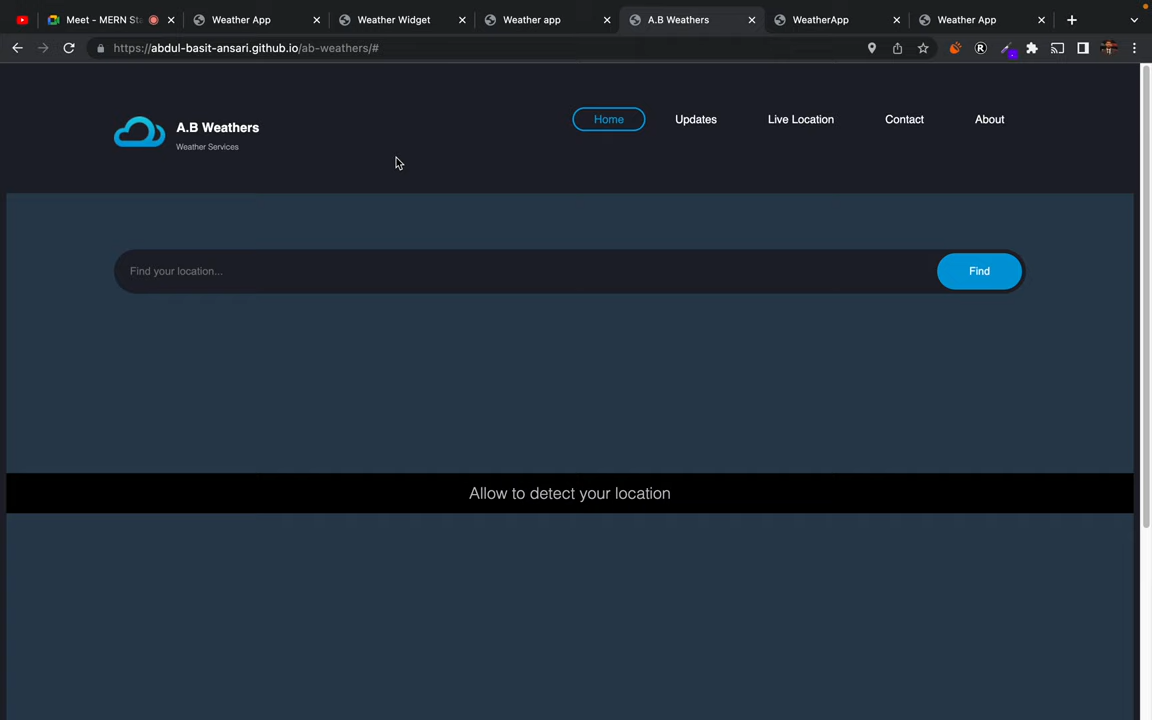 Meet - MERN Sta
Weather App
Weather Widget
Weather app
A.B Weathers
WeatherApp
Weather App
https://abdul-basit-ansari.github.io/ab-weathers/#
A.B Weathers
Weather Services
Home
Updates
Live Location
Contact
About
Find your location...
Find
Allow to detect your location